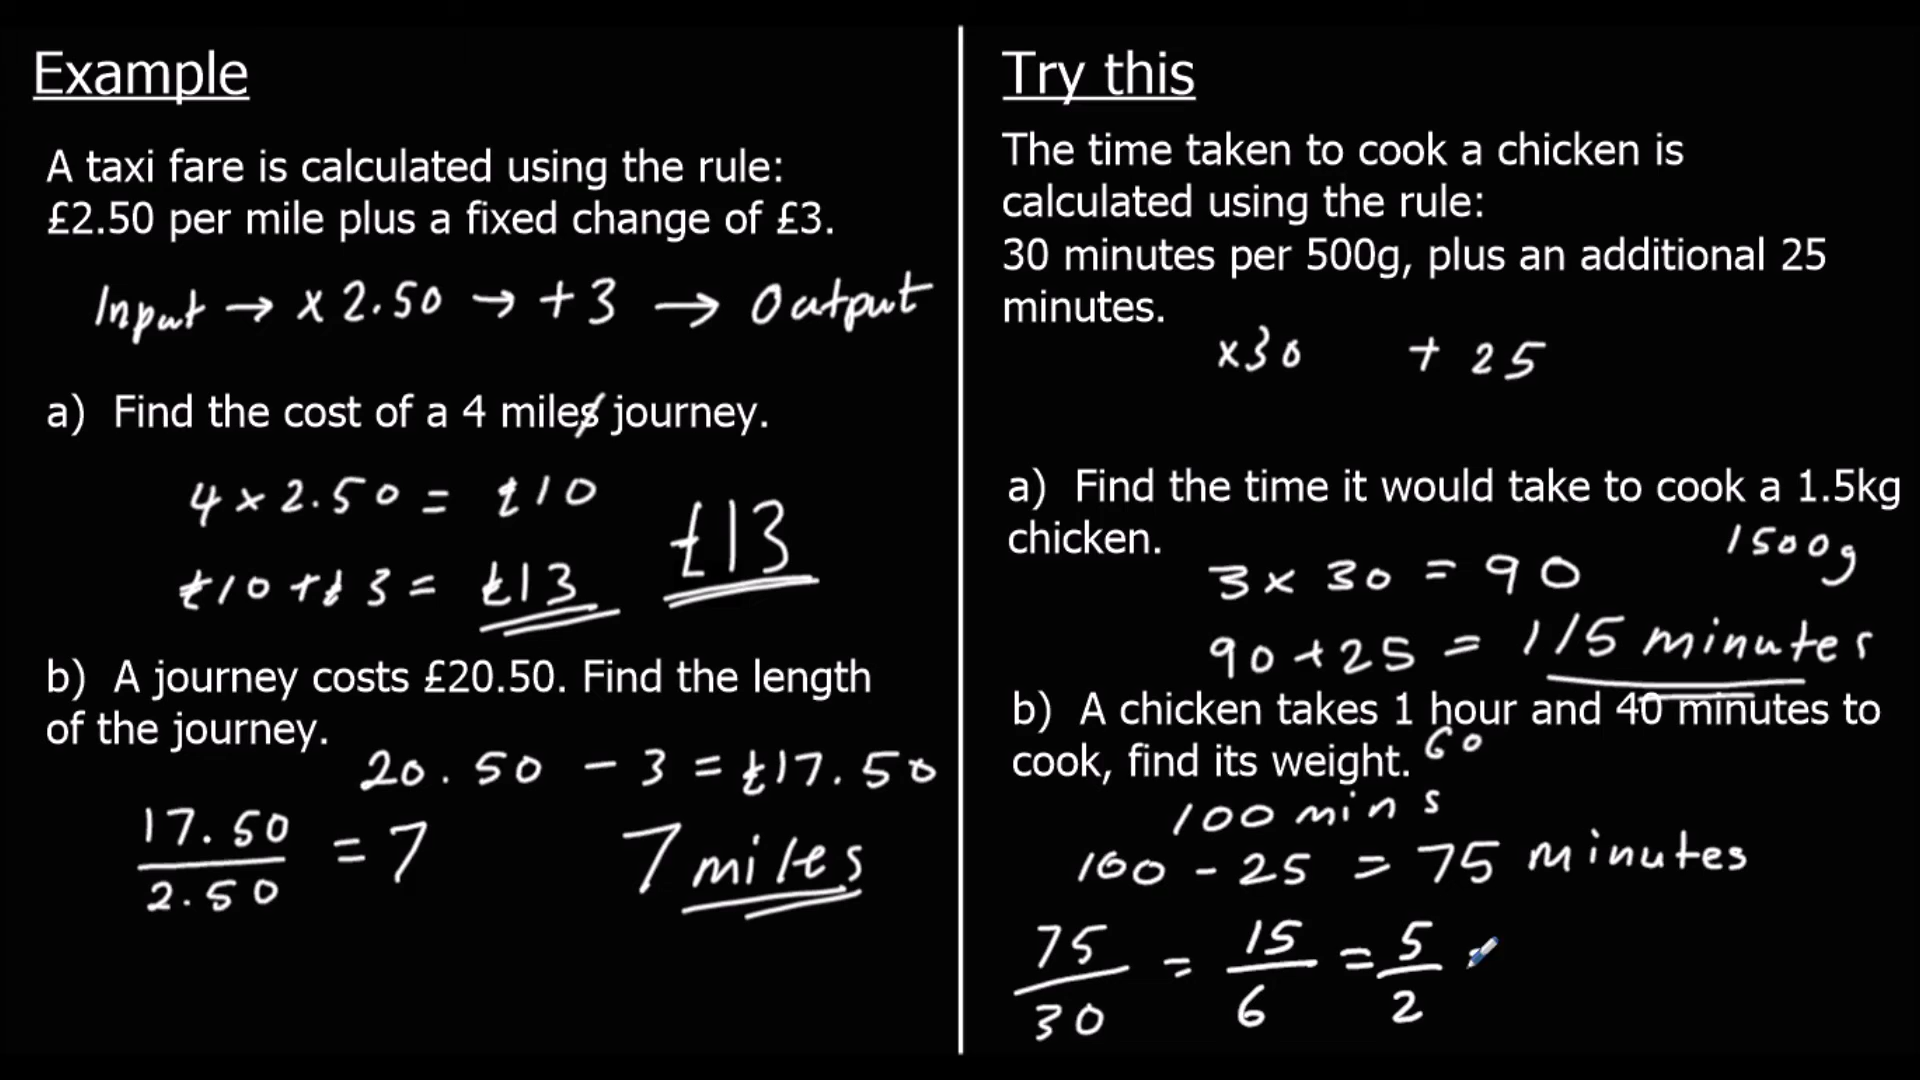 Example
A taxi fare is calculated using the rule:
£2.50 per mile plus a fixed change of £3.
Input → × 2.50 → + 3 → Output
a) Find the cost of a 4 miles journey.
4 × 2.50 = £10
£10 + £3 = £13
£13
b) A journey costs £20.50. Find the length
of the journey.
20.50 - 3 = £17.50
17.50
2.50
= 7
7 miles
Try this
The time taken to cook a chicken is
calculated using the rule:
30 minutes per 500g, plus an additional 25
minutes.
×30 + 25
a) Find the time it would take to cook a 1.5kg
chicken.
1500g
3 × 30 = 90
90 + 25 = 115 minutes
b) A chicken takes 1 hour and 40 minutes to
cook, find its weight.
60
100 mins
100 - 25 = 75 minutes
75 = 15 = 5
30 6 2